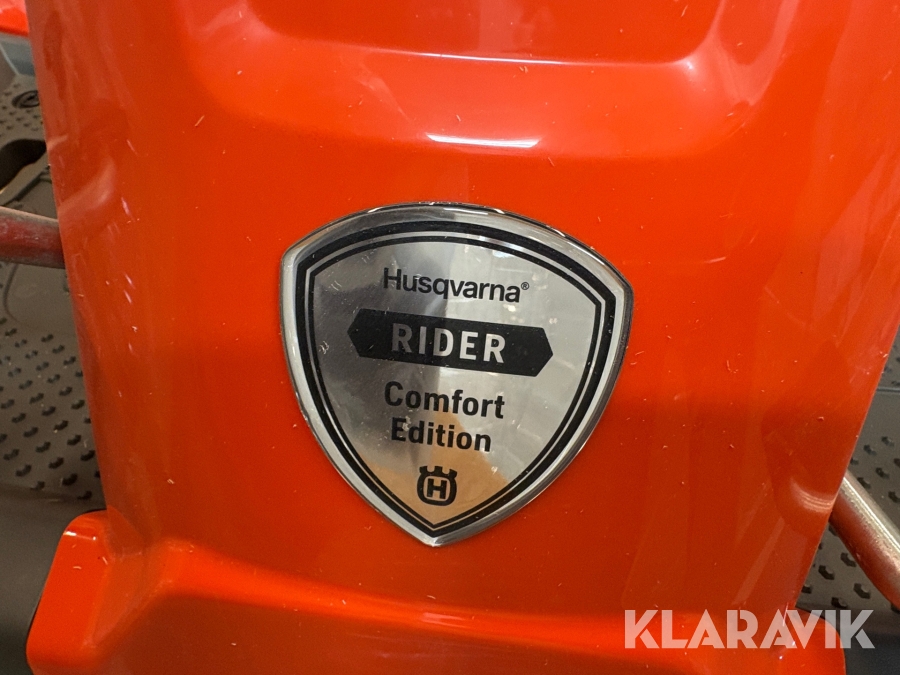 Husqvarna®
RIDER
Comfort
Edition
H
KLARAVIK